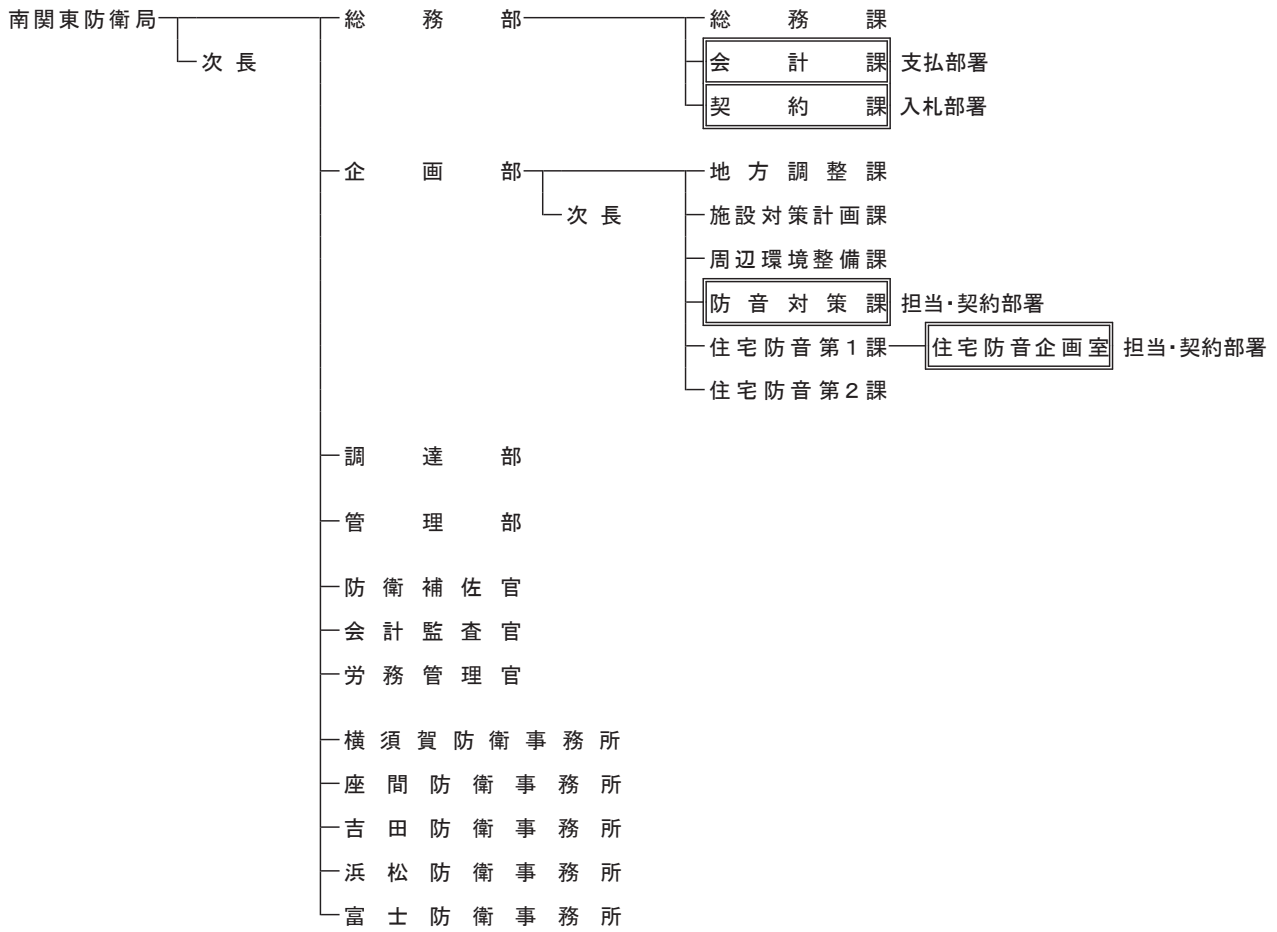 南関東防衛局 総務部 総務課
次長 会計課 支払部署
契約課 入札部署
企画部 地方調整課
次長 施設対策計画課
周辺環境整備課
防音対策課 担当・契約部署
住宅防音第1課 住宅防音企画室 担当・契約部署
住宅防音第2課
調達部
管理部
防衛補佐官
会計監査官
労務管理官
横須賀防衛事務所
座間防衛事務所
吉田防衛事務所
浜松防衛事務所
富士防衛事務所